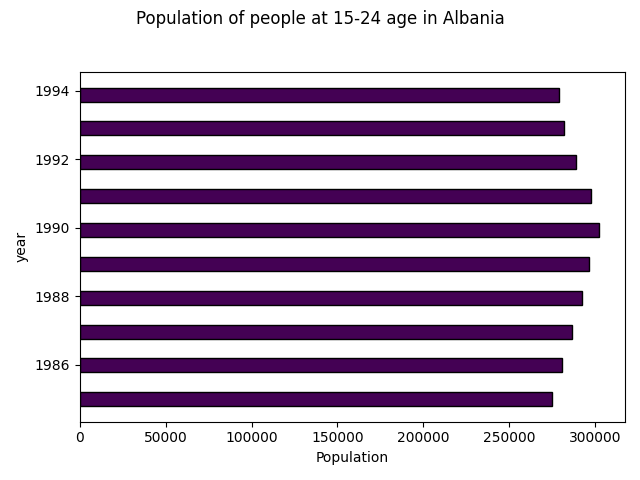 Population of people at 15-24 age in Albania
1994
1992
1990
1988
1986
year
0 50000 100000 150000 200000 250000 300000
Population